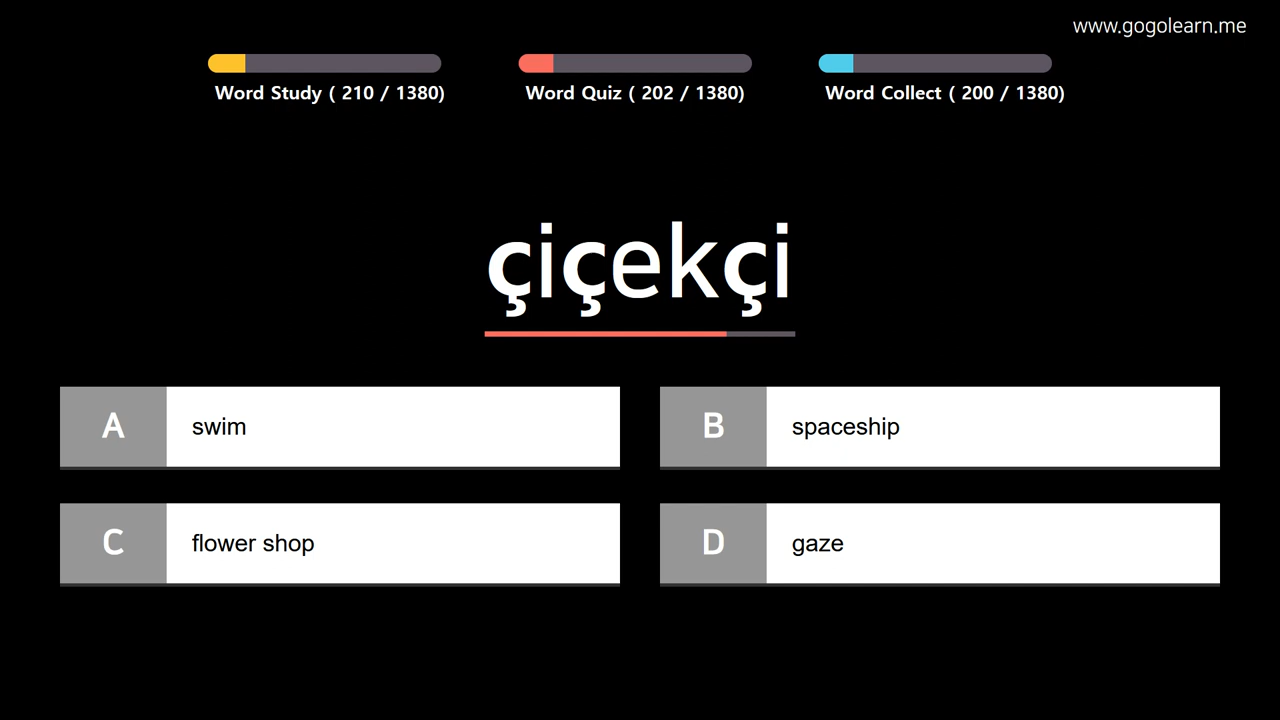 www.gogolearn.me
Word Study ( 210 / 1380)
Word Quiz ( 202 / 1380)
Word Collect ( 200 / 1380)
çiçekçi
A swim
B spaceship
C flower shop
D gaze